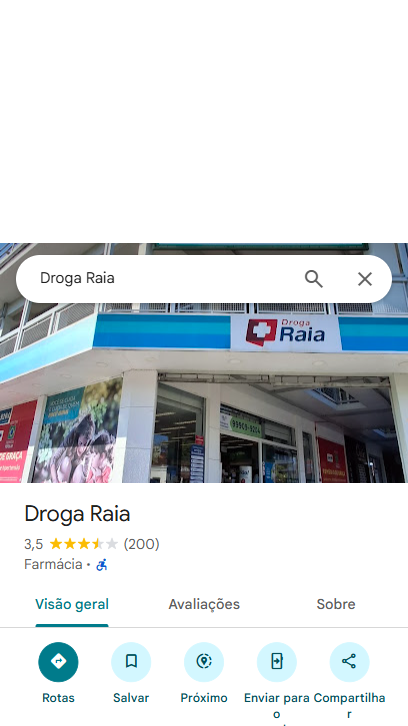 Droga Raia
Droga
Raia
Droga Raia
3,5 (200)
Farmácia •
Visão geral
Avaliações
Sobre
Rotas
Salvar
Próximo
Enviar para
o
Compartilha
r